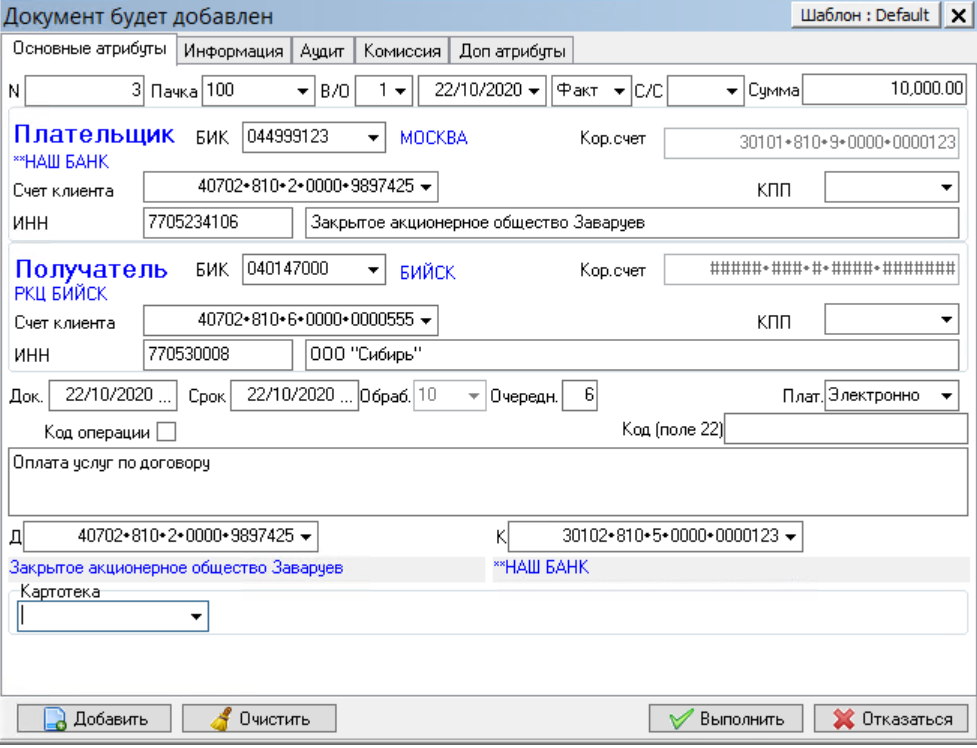 Документ будет добавлен Шаблон : Default
Основные атрибуты Информация Аудит Комиссия Доп атрибуты
N 3 Пачка 100 В/О 1 22/10/2020 Факт С/С Сумма 10,000.00
Плательщик БИК 044999123 МОСКВА Кор.счет 30101•810•9•0000•0000123
**НАШ БАНК
Счет клиента 40702•810•2•0000•9897425 КПП
ИНН 7705234106 Закрытое акционерное общество Заваруев
Получатель БИК 040147000 БИЙСК Кор.счет #####•###•#•####•#######
РКЦ БИЙСК
Счет клиента 40702•810•6•0000•0000555 КПП
ИНН 770530008 ООО "Сибирь"
Док. 22/10/2020 ... Срок 22/10/2020 ... Обраб. 10 Очередн. 6 Плат. Электронно
Код операции Код (поле 22)
Оплата услуг по договору
Д 40702•810•2•0000•9897425 К 30102•810•5•0000•0000123
Закрытое акционерное общество Заваруев **НАШ БАНК
Картотека
Добавить Очистить Выполнить Отказаться